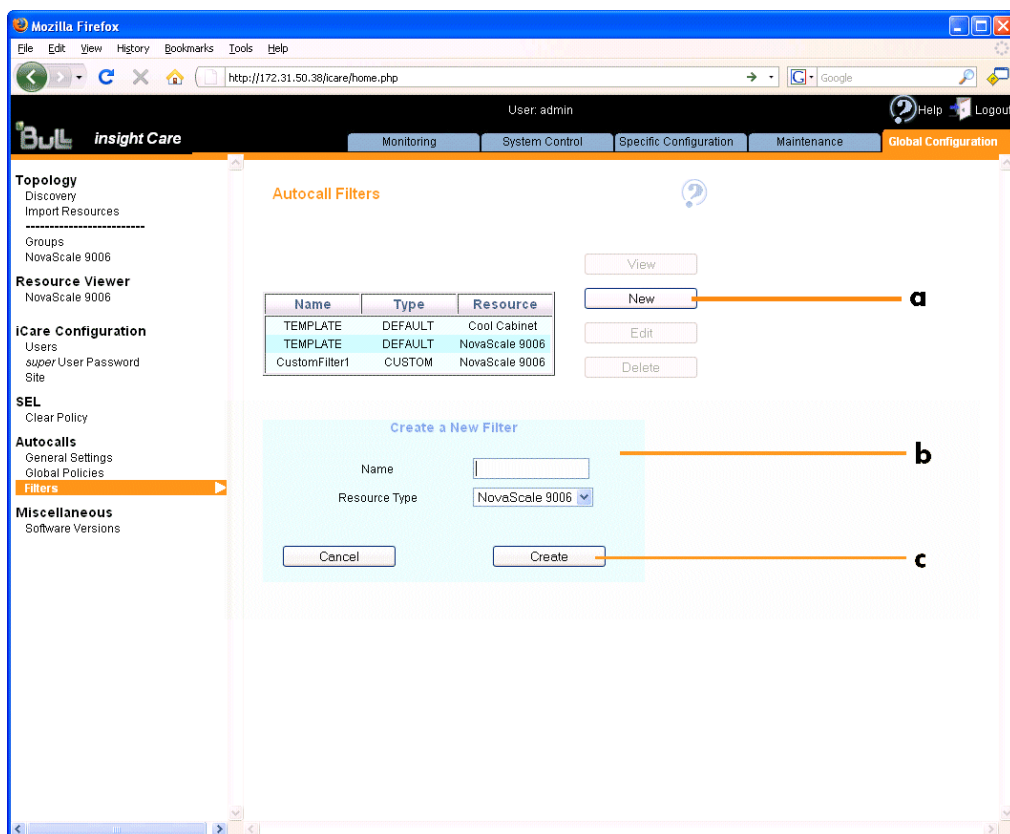 Mozilla Firefox
File Edit View History Bookmarks Tools Help
http://172.31.50.38/icare/home.php
G Google
User: admin
Help Logout
Bull insight Care
Monitoring System Control Specific Configuration Maintenance Global Configuration
Topology
Discovery
Import Resources
-------------------------
Groups
NovaScale 9006
Resource Viewer
NovaScale 9006
iCare Configuration
Users
super User Password
Site
SEL
Clear Policy
Autocalls
General Settings
Global Policies
Filters
Miscellaneous
Software Versions
Autocall Filters
?
View
New
a
Edit
Delete
Name Type Resource
TEMPLATE DEFAULT Cool Cabinet
TEMPLATE DEFAULT NovaScale 9006
CustomFilter1 CUSTOM NovaScale 9006
Create a New Filter
b
Name
Resource Type NovaScale 9006
Cancel Create
c